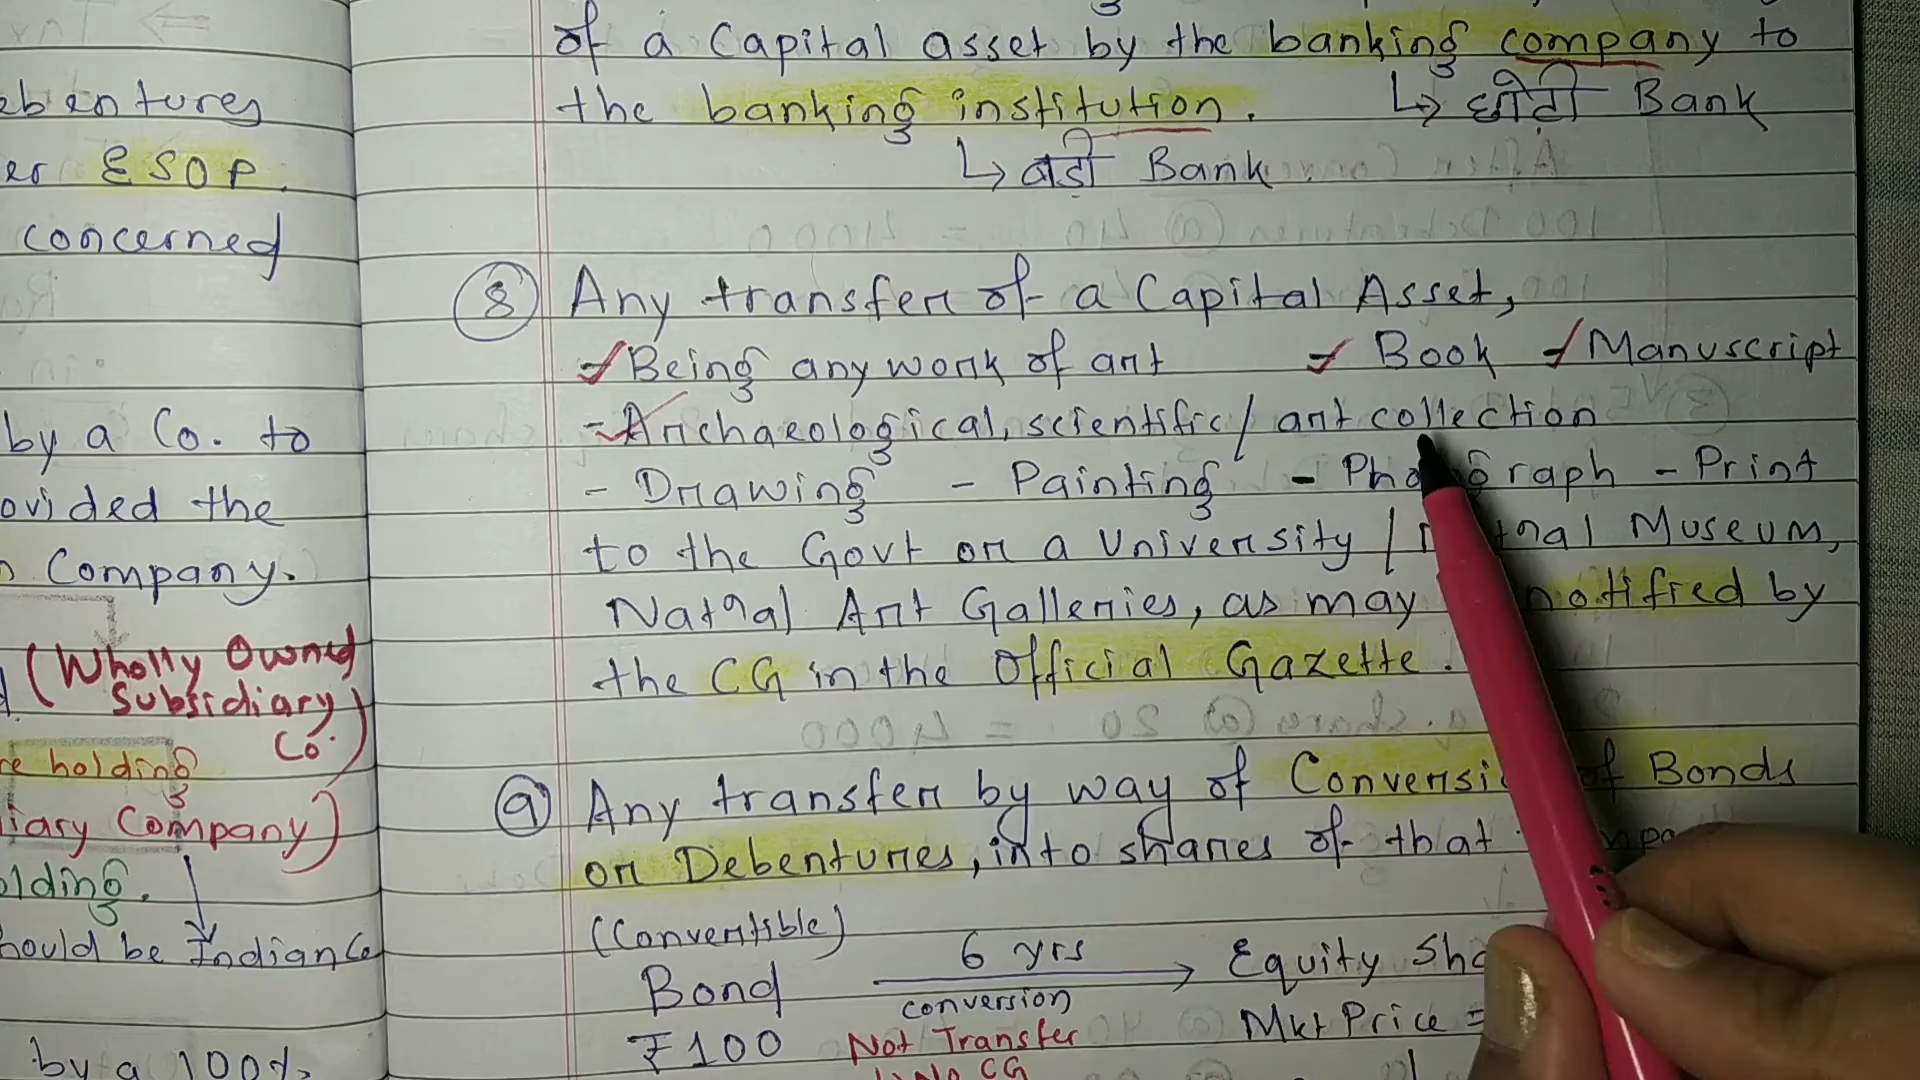 ebentures
er ESOP.
concerned
by a Co. to
ovided the
n Company.
(Wholly Owned
Subsidiary
Co.)
re holding
iary Company)
olding.
hould be Indian Co
by a 100%
of a Capital asset by the banking company to
the banking institution. ↳ छोटी Bank
↳ बडी Bank
⑧ Any transfer of a Capital Asset,
- Being any work of art - Book - Manuscript
- Archaeological, scientific/ art collection
- Drawing - Painting - Photograph - Print
to the Govt or a University / Museum,
Natnal Art Galleries, as may notified by
the CG in the Official Gazette.
⑨ Any transfer by way of Conversi of Bonds
or Debentures, into shares of that
(Convertible)
Bond 6 yrs → Equity Sha
conversion
₹100 Not Transfer Mkt Price =
No CG